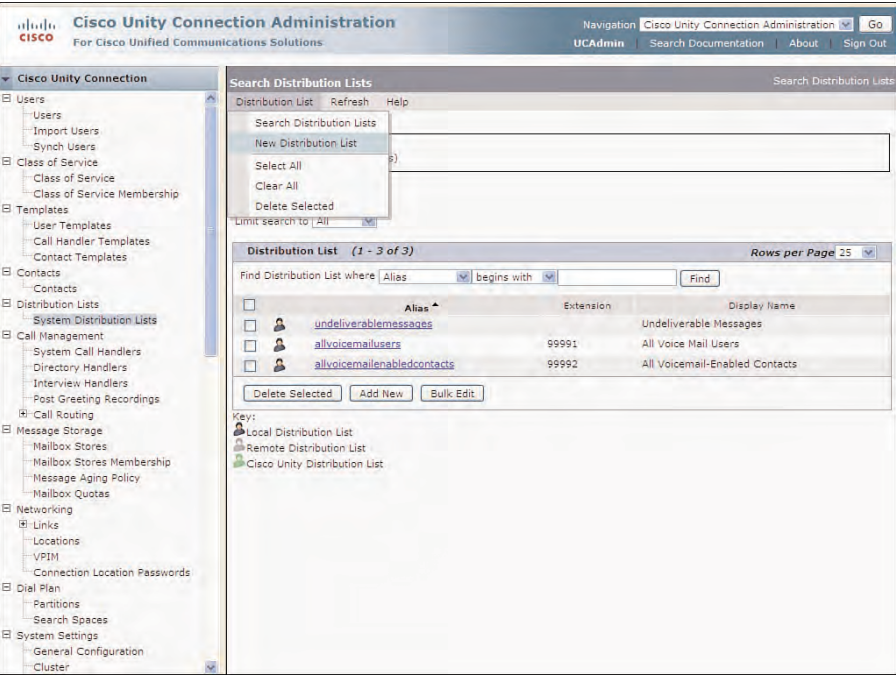 Cisco Unity Connection Administration
For Cisco Unified Communications Solutions
CISCO
Navigation Cisco Unity Connection Administration Go
UCAdmin Search Documentation About Sign Out
Cisco Unity Connection
Users
Users
Import Users
Synch Users
Class of Service
Class of Service
Class of Service Membership
Templates
User Templates
Call Handler Templates
Contact Templates
Contacts
Contacts
Distribution Lists
System Distribution Lists
Call Management
System Call Handlers
Directory Handlers
Interview Handlers
Post Greeting Recordings
Call Routing
Message Storage
Mailbox Stores
Mailbox Stores Membership
Message Aging Policy
Mailbox Quotas
Networking
Links
Locations
VPIM
Connection Location Passwords
Dial Plan
Partitions
Search Spaces
System Settings
General Configuration
Cluster
Search Distribution Lists Search Distribution Lists
Distribution List Refresh Help
Search Distribution Lists
New Distribution List
s)
Select All
Clear All
Delete Selected
Limit search to All
Distribution List (1 - 3 of 3) Rows per Page 25
Find Distribution List where Alias begins with Find
Alias Extension Display Name
undeliverablemessages Undeliverable Messages
allvoicemailusers 99991 All Voice Mail Users
allvoicemailenabledcontacts 99992 All Voicemail-Enabled Contacts
Delete Selected Add New Bulk Edit
Key:
Local Distribution List
Remote Distribution List
Cisco Unity Distribution List